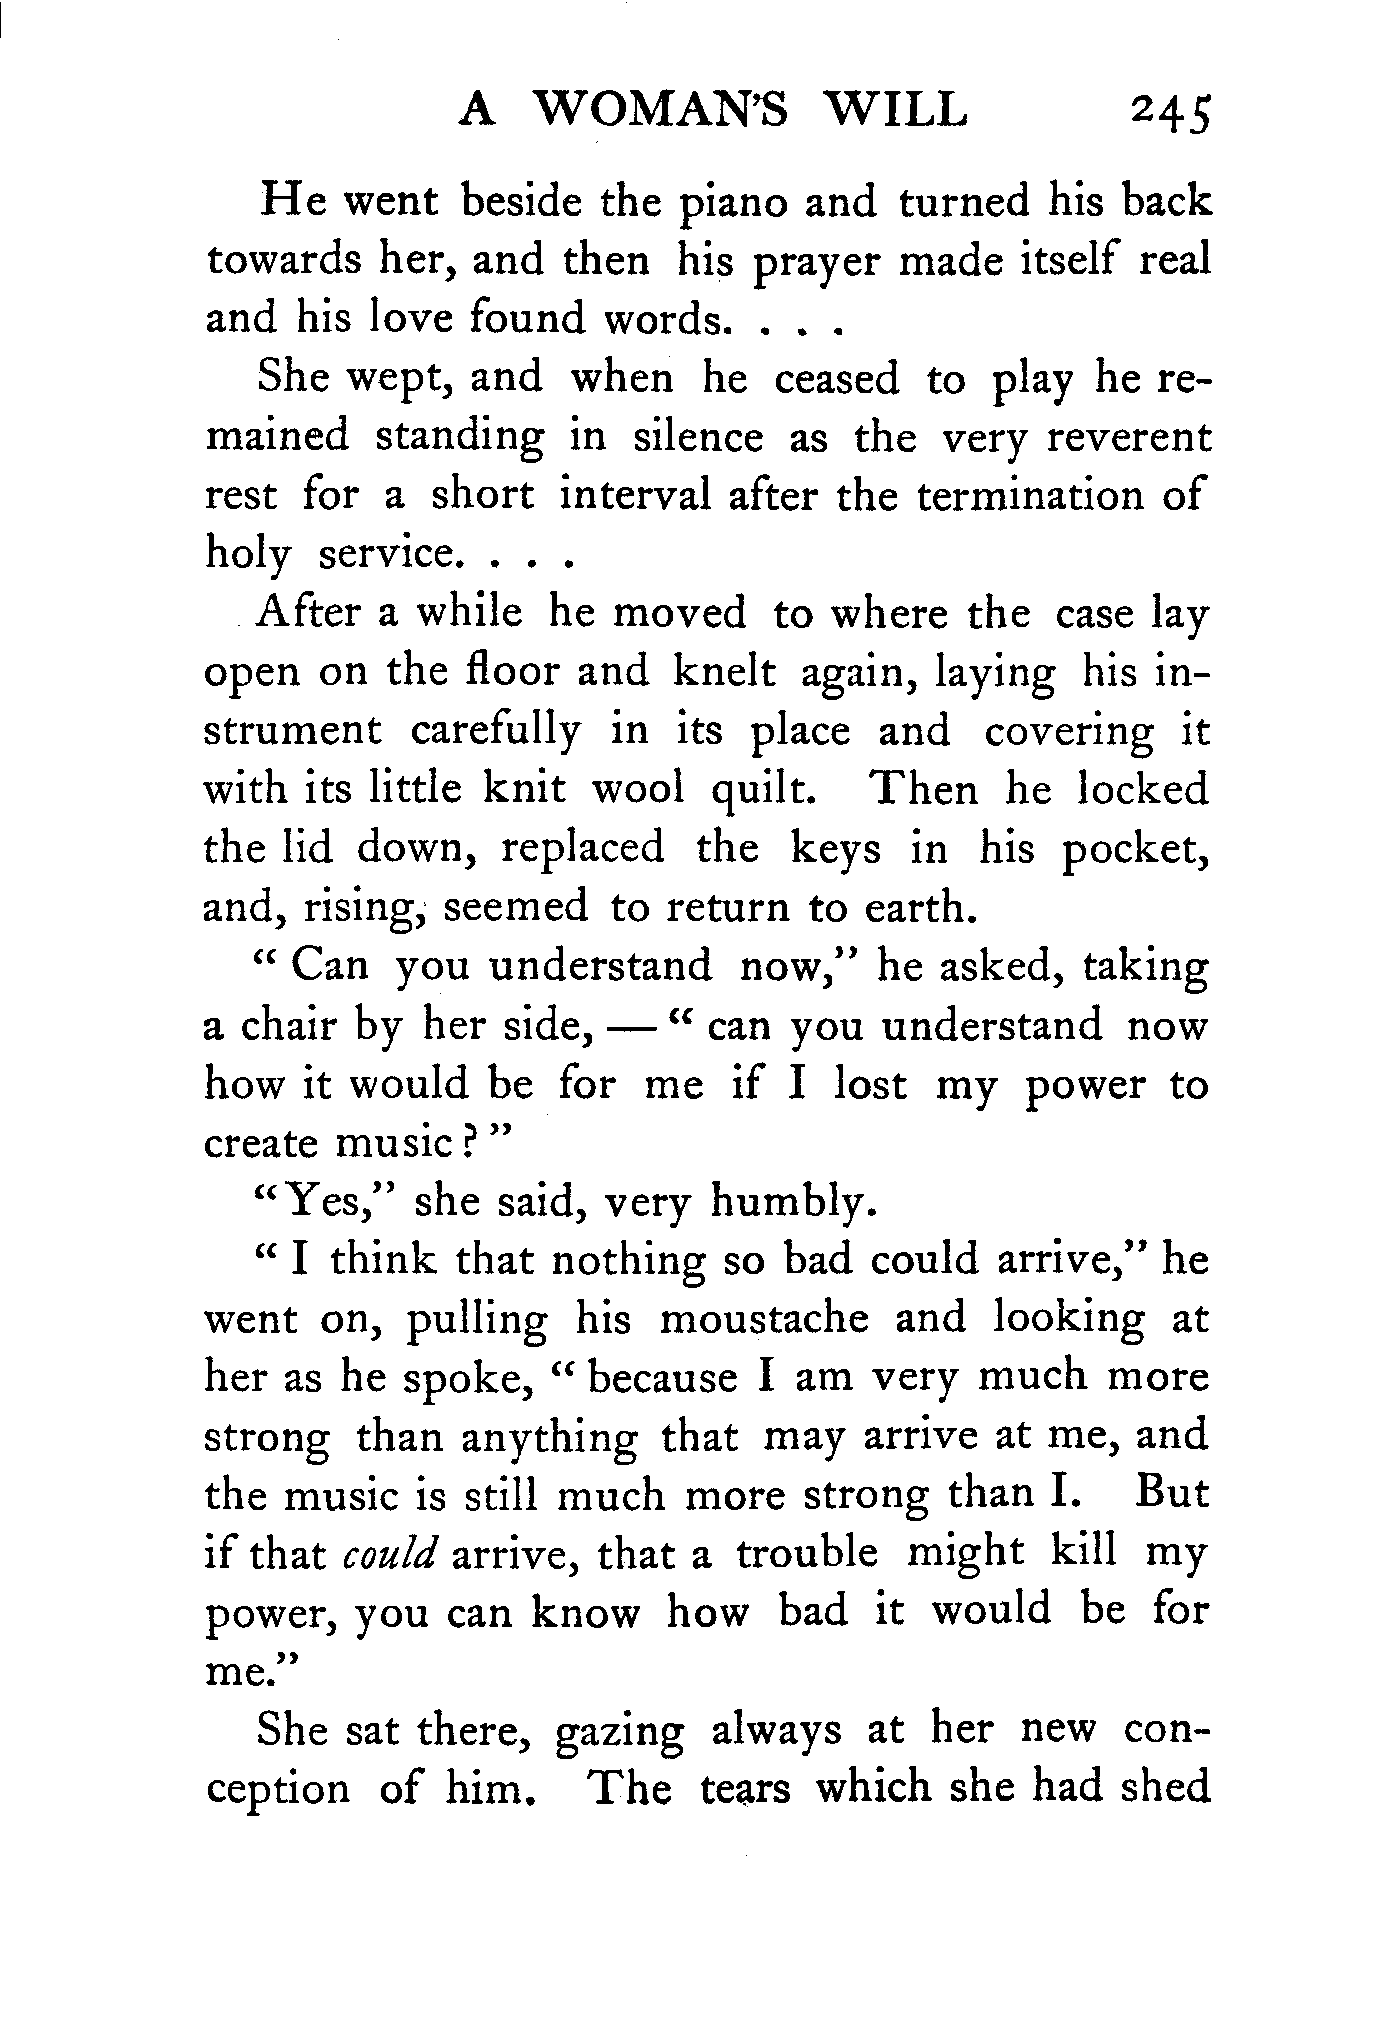 A WOMAN'S WILL 245
He went beside the piano and turned his back
towards her, and then his prayer made itself real
and his love found words. . . .
She wept, and when he ceased to play he re-
mained standing in silence as the very reverent
rest for a short interval after the termination of
holy service. . . .
After a while he moved to where the case lay
open on the floor and knelt again, laying his in-
strument carefully in its place and covering it
with its little knit wool quilt. Then he locked
the lid down, replaced the keys in his pocket,
and, rising, seemed to return to earth.
“ Can you understand now,” he asked, taking
a chair by her side, — “ can you understand now
how it would be for me if I lost my power to
create music ? ”
“Yes,” she said, very humbly.
“ I think that nothing so bad could arrive,” he
went on, pulling his moustache and looking at
her as he spoke, “ because I am very much more
strong than anything that may arrive at me, and
the music is still much more strong than I. But
if that could arrive, that a trouble might kill my
power, you can know how bad it would be for
me.”
She sat there, gazing always at her new con-
ception of him. The tears which she had shed